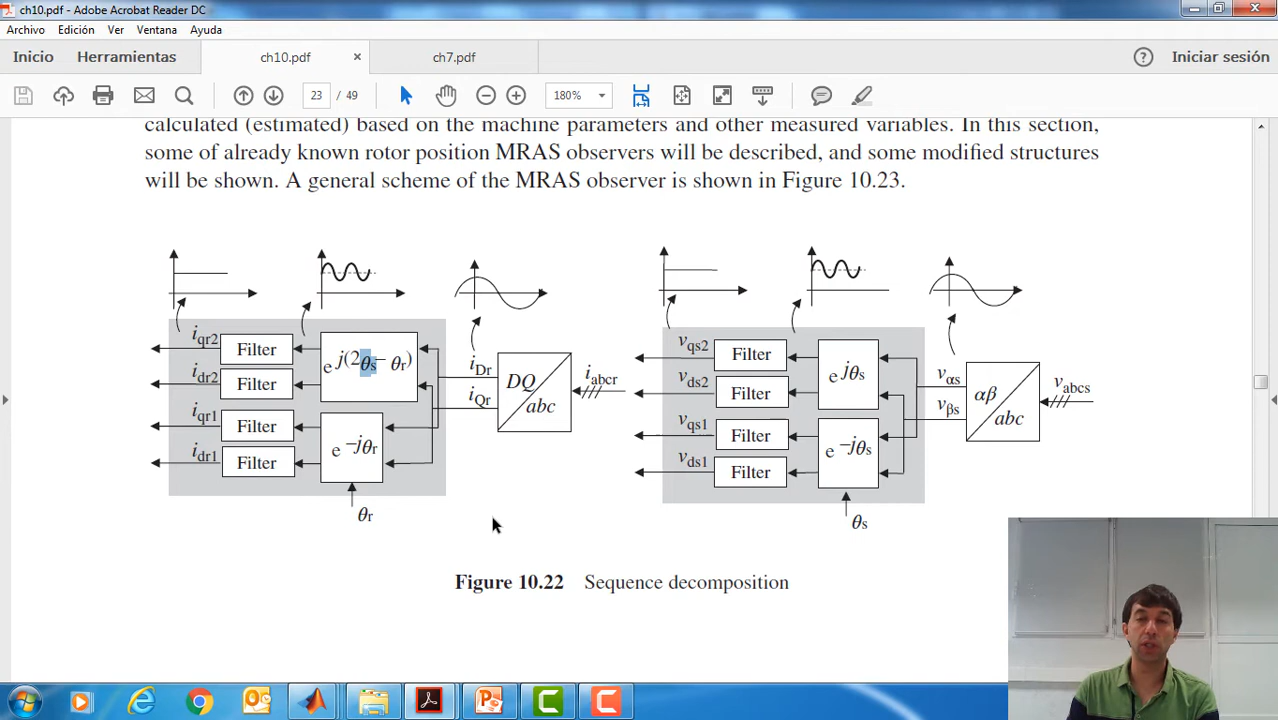 ch10.pdf - Adobe Acrobat Reader DC
Archivo Edición Ver Ventana Ayuda
Inicio Herramientas ch10.pdf × ch7.pdf Iniciar sesión
23 / 49 180%
calculated (estimated) based on the machine parameters and other measured variables. In this section,
some of already known rotor position MRAS observers will be described, and some modified structures
will be shown. A general scheme of the MRAS observer is shown in Figure 10.23.
iqr2 Filter e j(2θs− θr)
idr2 Filter
iqr1 Filter e −jθr
idr1 Filter
θr
iDr
iQr
DQ
abc
iabcr
vqs2 Filter e jθs
vds2 Filter
vqs1 Filter e −jθs
vds1 Filter
θs
vαs
vβs
αβ
abc
vabcs
Figure 10.22 Sequence decomposition